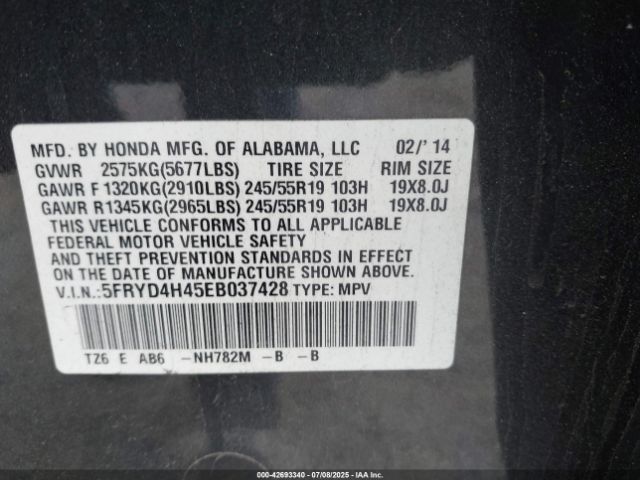 MFD. BY HONDA MFG. OF ALABAMA, LLC 02/' 14
GVWR 2575KG(5677LBS) TIRE SIZE RIM SIZE
GAWR F 1320KG(2910LBS) 245/55R19 103H 19X8.0J
GAWR R1345KG(2965LBS) 245/55R19 103H 19X8.0J
THIS VEHICLE CONFORMS TO ALL APPLICABLE
FEDERAL MOTOR VEHICLE SAFETY
AND THEFT PREVENTION STANDARDS IN EFFECT
ON THE DATE OF MANUFACTURE SHOWN ABOVE.
V.I.N.:5FRYD4H45EB037428 TYPE: MPV
TZ6 E AB6 -NH782M -B -B
000-42693340 - 07/08/2025 - IAA Inc.